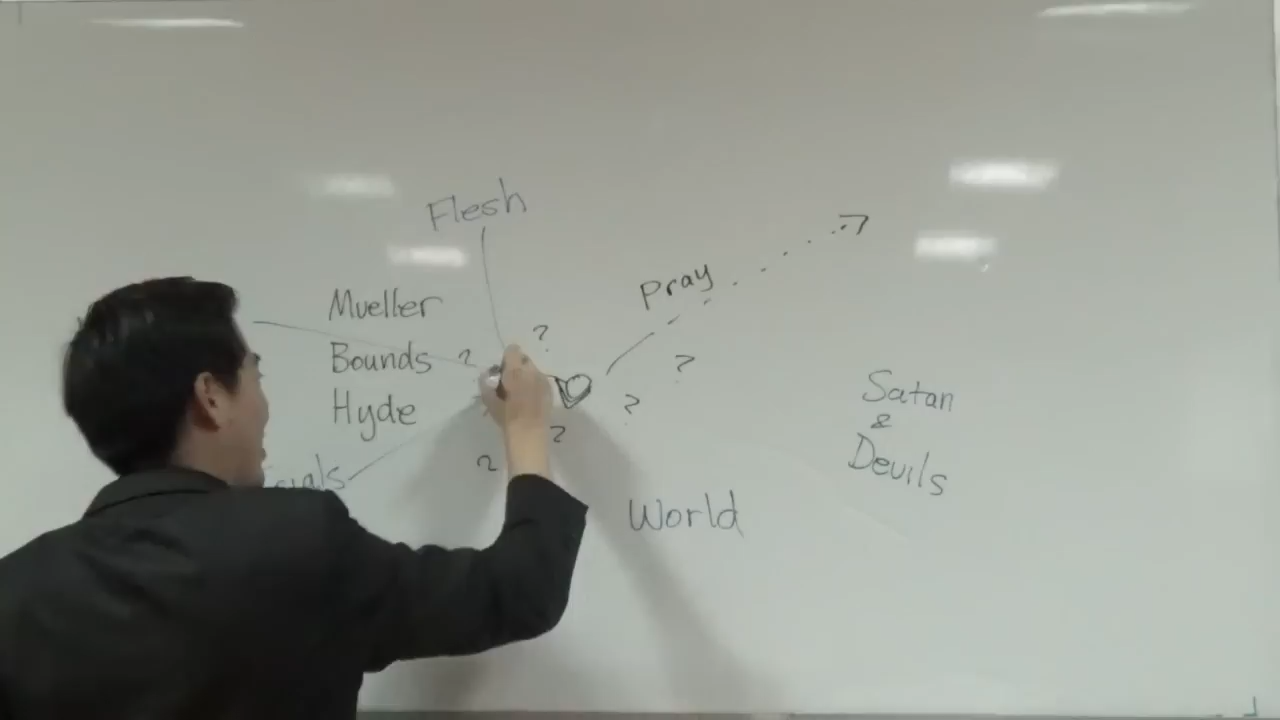 Flesh
Pray
Mueller
?
Bounds ?
?
Hyde
?
Satan
&
Devils
?
?
World